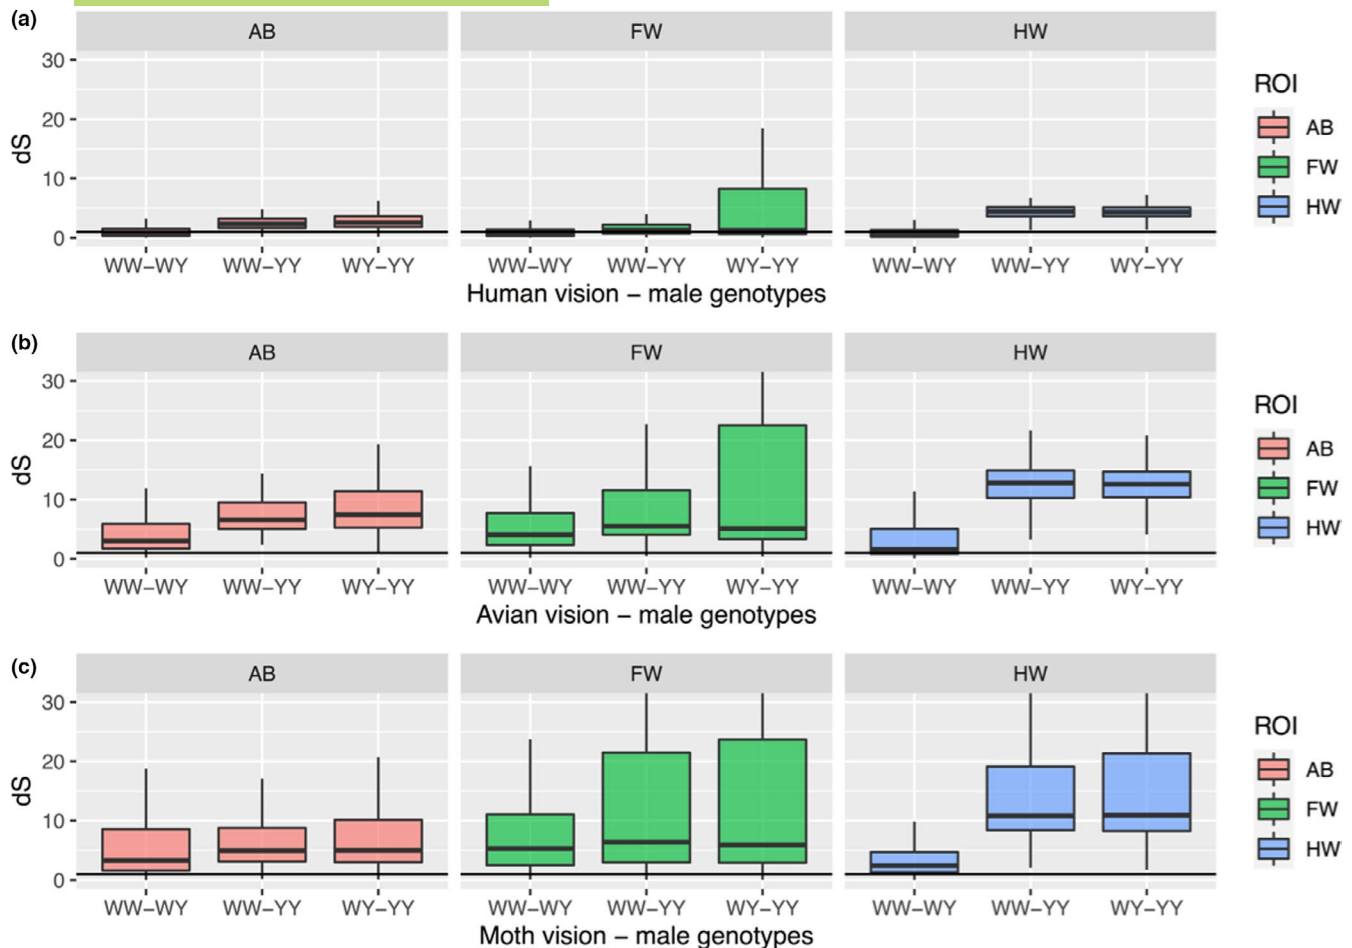 (a)
AB FW HW
30
20
10
0
dS
WW–WY WW–YY WY–YY WW–WY WW–YY WY–YY WW–WY WW–YY WY–YY
Human vision – male genotypes
ROI
AB
FW
HW
(b)
AB FW HW
30
20
10
0
dS
WW–WY WW–YY WY–YY WW–WY WW–YY WY–YY WW–WY WW–YY WY–YY
Avian vision – male genotypes
ROI
AB
FW
HW
(c)
AB FW HW
30
20
10
0
dS
WW–WY WW–YY WY–YY WW–WY WW–YY WY–YY WW–WY WW–YY WY–YY
Moth vision – male genotypes
ROI
AB
FW
HW